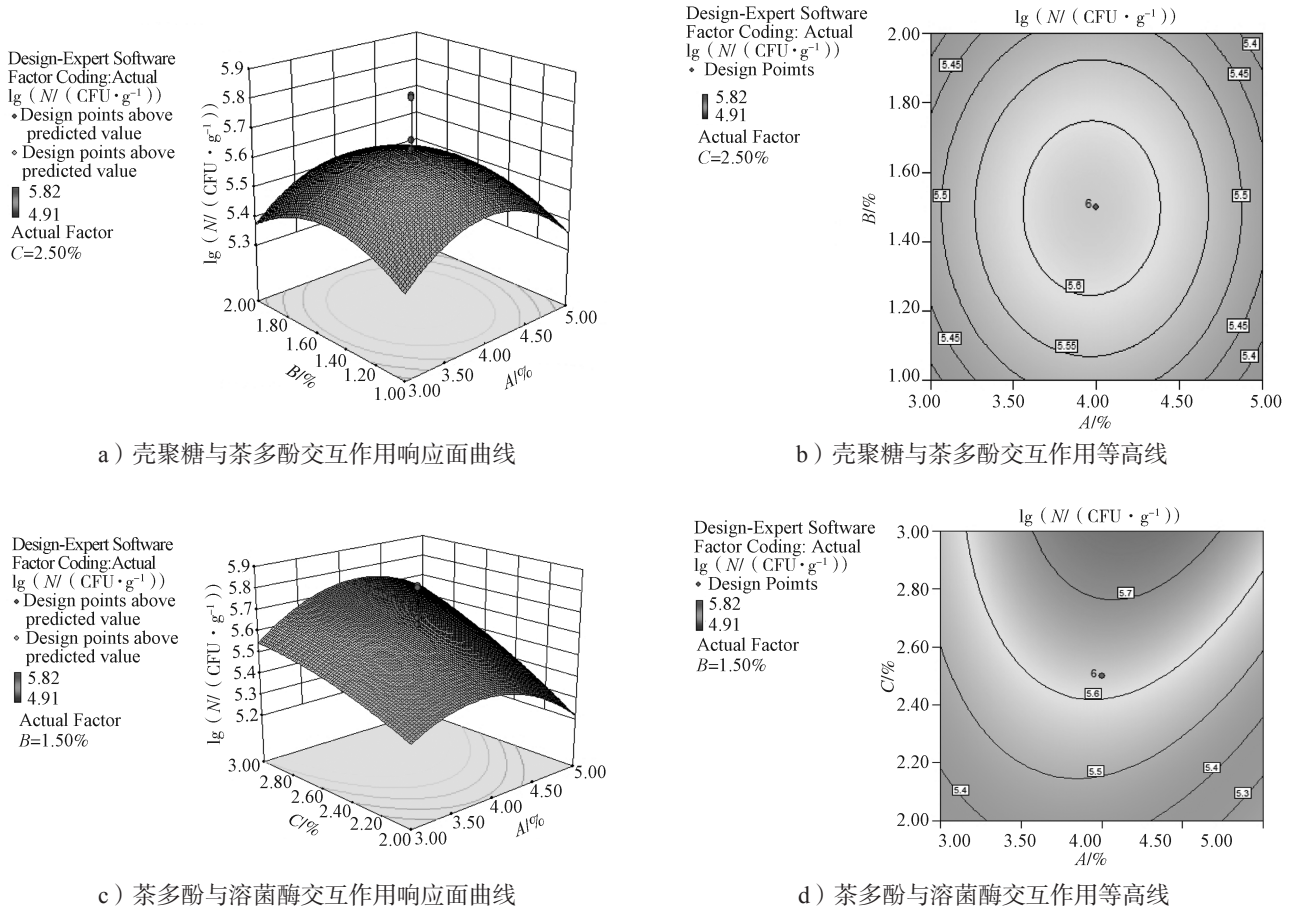 Design-Expert Software
Factor Coding:Actual
lg（N/（CFU·g⁻¹））
Design points above
predicted value
Design points above
predicted value
5.82
4.91
Actual Factor
C=2.50%
lg（N/（CFU·g⁻¹））
5.9
5.8
5.7
5.6
5.5
5.4
5.3
2.00
1.80
1.60
1.40
1.20
1.00
B/%
3.00
3.50
4.00
4.50
5.00
A/%
a）壳聚糖与茶多酚交互作用响应面曲线
Design-Expert Software
Factor Coding: Actual
lg（N/（CFU·g⁻¹））
Design Poimts
5.82
4.91
Actual Factor
C=2.50%
lg（N/（CFU·g⁻¹））
2.00
1.80
1.60
1.40
1.20
1.00
B/%
5.4
5.45
5.45
5.5
5.5
6
5.6
5.55
5.45
5.45
5.4
3.00
3.50
4.00
4.50
5.00
A/%
b）壳聚糖与茶多酚交互作用等高线
Design-Expert Software
Factor Coding:Actual
lg（N/（CFU·g⁻¹））
Design points above
predicted value
Design points above
predicted value
5.82
4.91
Actual Factor
B=1.50%
lg（N/（CFU·g⁻¹））
5.9
5.8
5.7
5.6
5.5
5.4
5.3
5.2
3.00
2.80
2.60
2.40
2.20
2.00
C/%
3.00
3.50
4.00
4.50
5.00
A/%
c）茶多酚与溶菌酶交互作用响应面曲线
Design-Expert Software
Factor Coding: Actual
lg（N/（CFU·g⁻¹））
Design Poimts
5.82
4.91
Actual Factor
B=1.50%
lg（N/（CFU·g⁻¹））
3.00
2.80
2.60
2.40
2.20
2.00
C/%
5.7
6
5.6
5.5
5.4
5.4
5.3
3.00
3.50
4.00
4.50
5.00
A/%
d）茶多酚与溶菌酶交互作用等高线